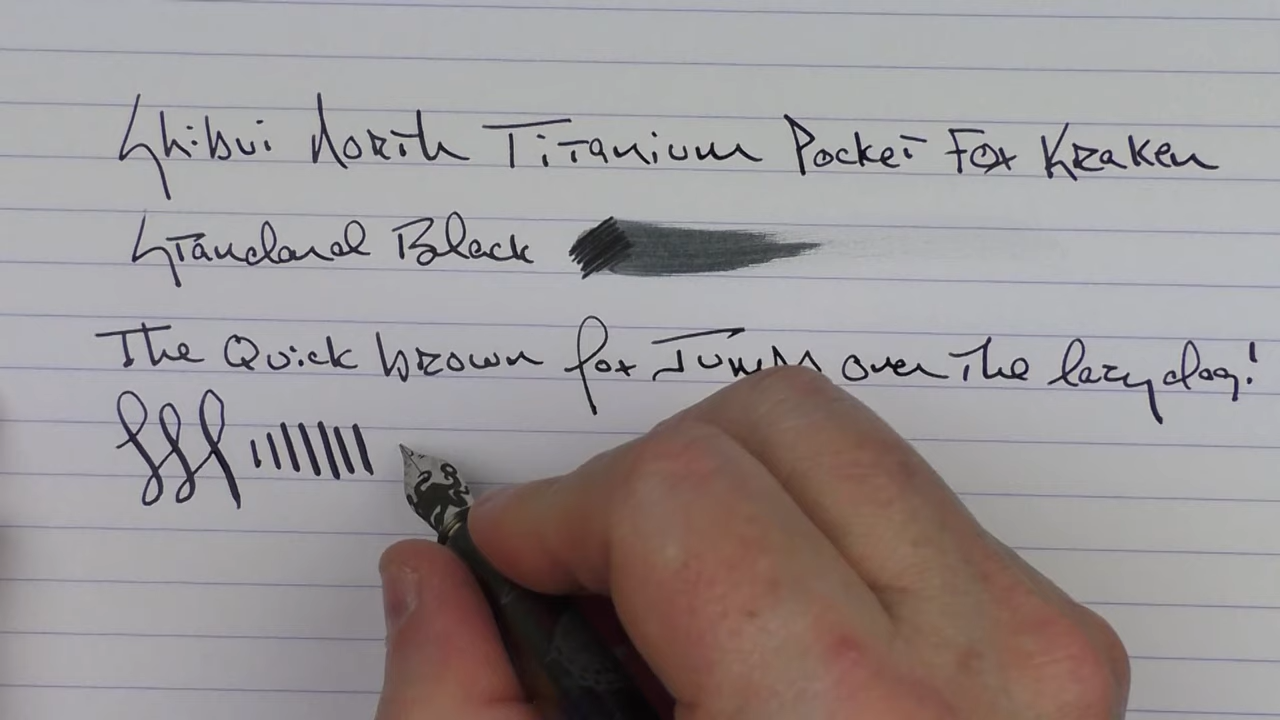 Shibui North Titanium Pocket Fox Kraken
Standard Black
The Quick brown fox Jumps over The lazy dog!